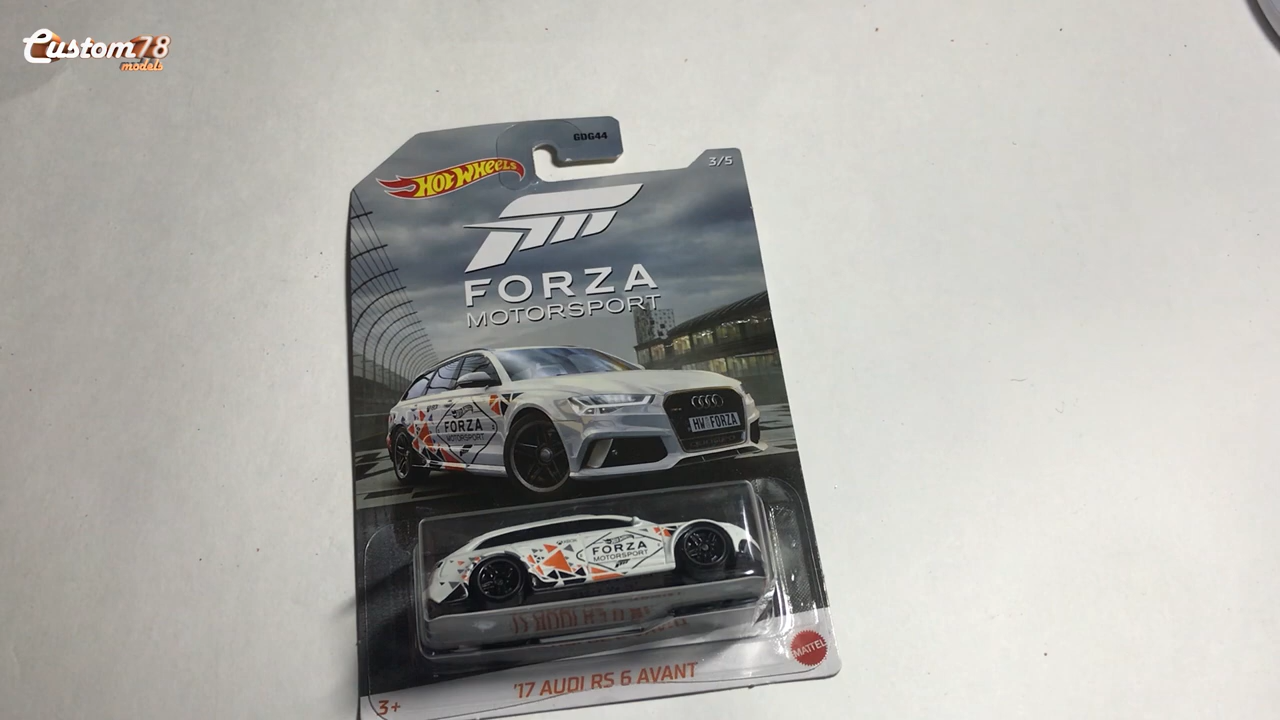 Custom78
models
GDG44
3/5
HOT WHEELS
FORZA
MOTORSPORT
FORZA
MOTORSPORT
HW*FORZA
FORZA
MOTORSPORT
'17 AUDI RS 6 AVANT
MATTEL
3+